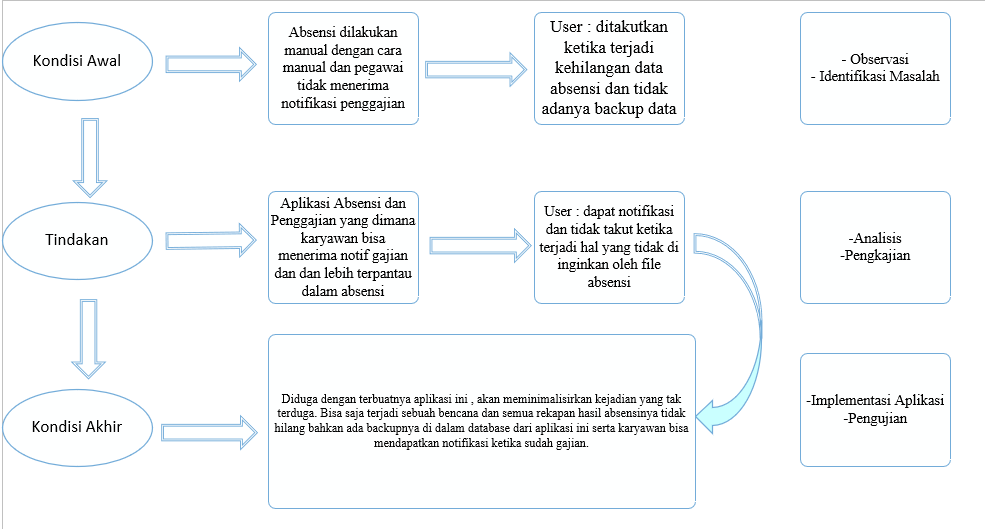 Kondisi Awal
Absensi dilakukan
manual dengan cara
manual dan pegawai
tidak menerima
notifikasi penggajian
User : ditakutkan
ketika terjadi
kehilangan data
absensi dan tidak
adanya backup data
- Observasi
- Identifikasi Masalah
Tindakan
Aplikasi Absensi dan
Penggajian yang dimana
karyawan bisa
menerima notif gajian
dan dan lebih terpantau
dalam absensi
User : dapat notifikasi
dan tidak takut ketika
terjadi hal yang tidak di
inginkan oleh file
absensi
-Analisis
-Pengkajian
Kondisi Akhir
Diduga dengan terbuatnya aplikasi ini , akan meminimalisirkan kejadian yang tak
terduga. Bisa saja terjadi sebuah bencana dan semua rekapan hasil absensinya tidak
hilang bahkan ada backupnya di dalam database dari aplikasi ini serta karyawan bisa
mendapatkan notifikasi ketika sudah gajian.
-Implementasi Aplikasi
-Pengujian